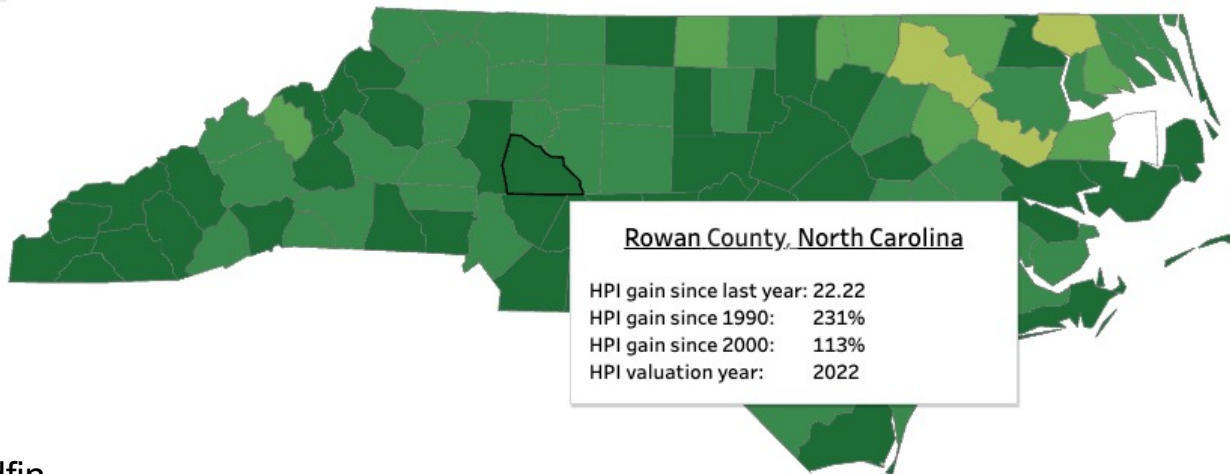 Rowan County, North Carolina
HPI gain since last year: 22.22
HPI gain since 1990: 231%
HPI gain since 2000: 113%
HPI valuation year: 2022